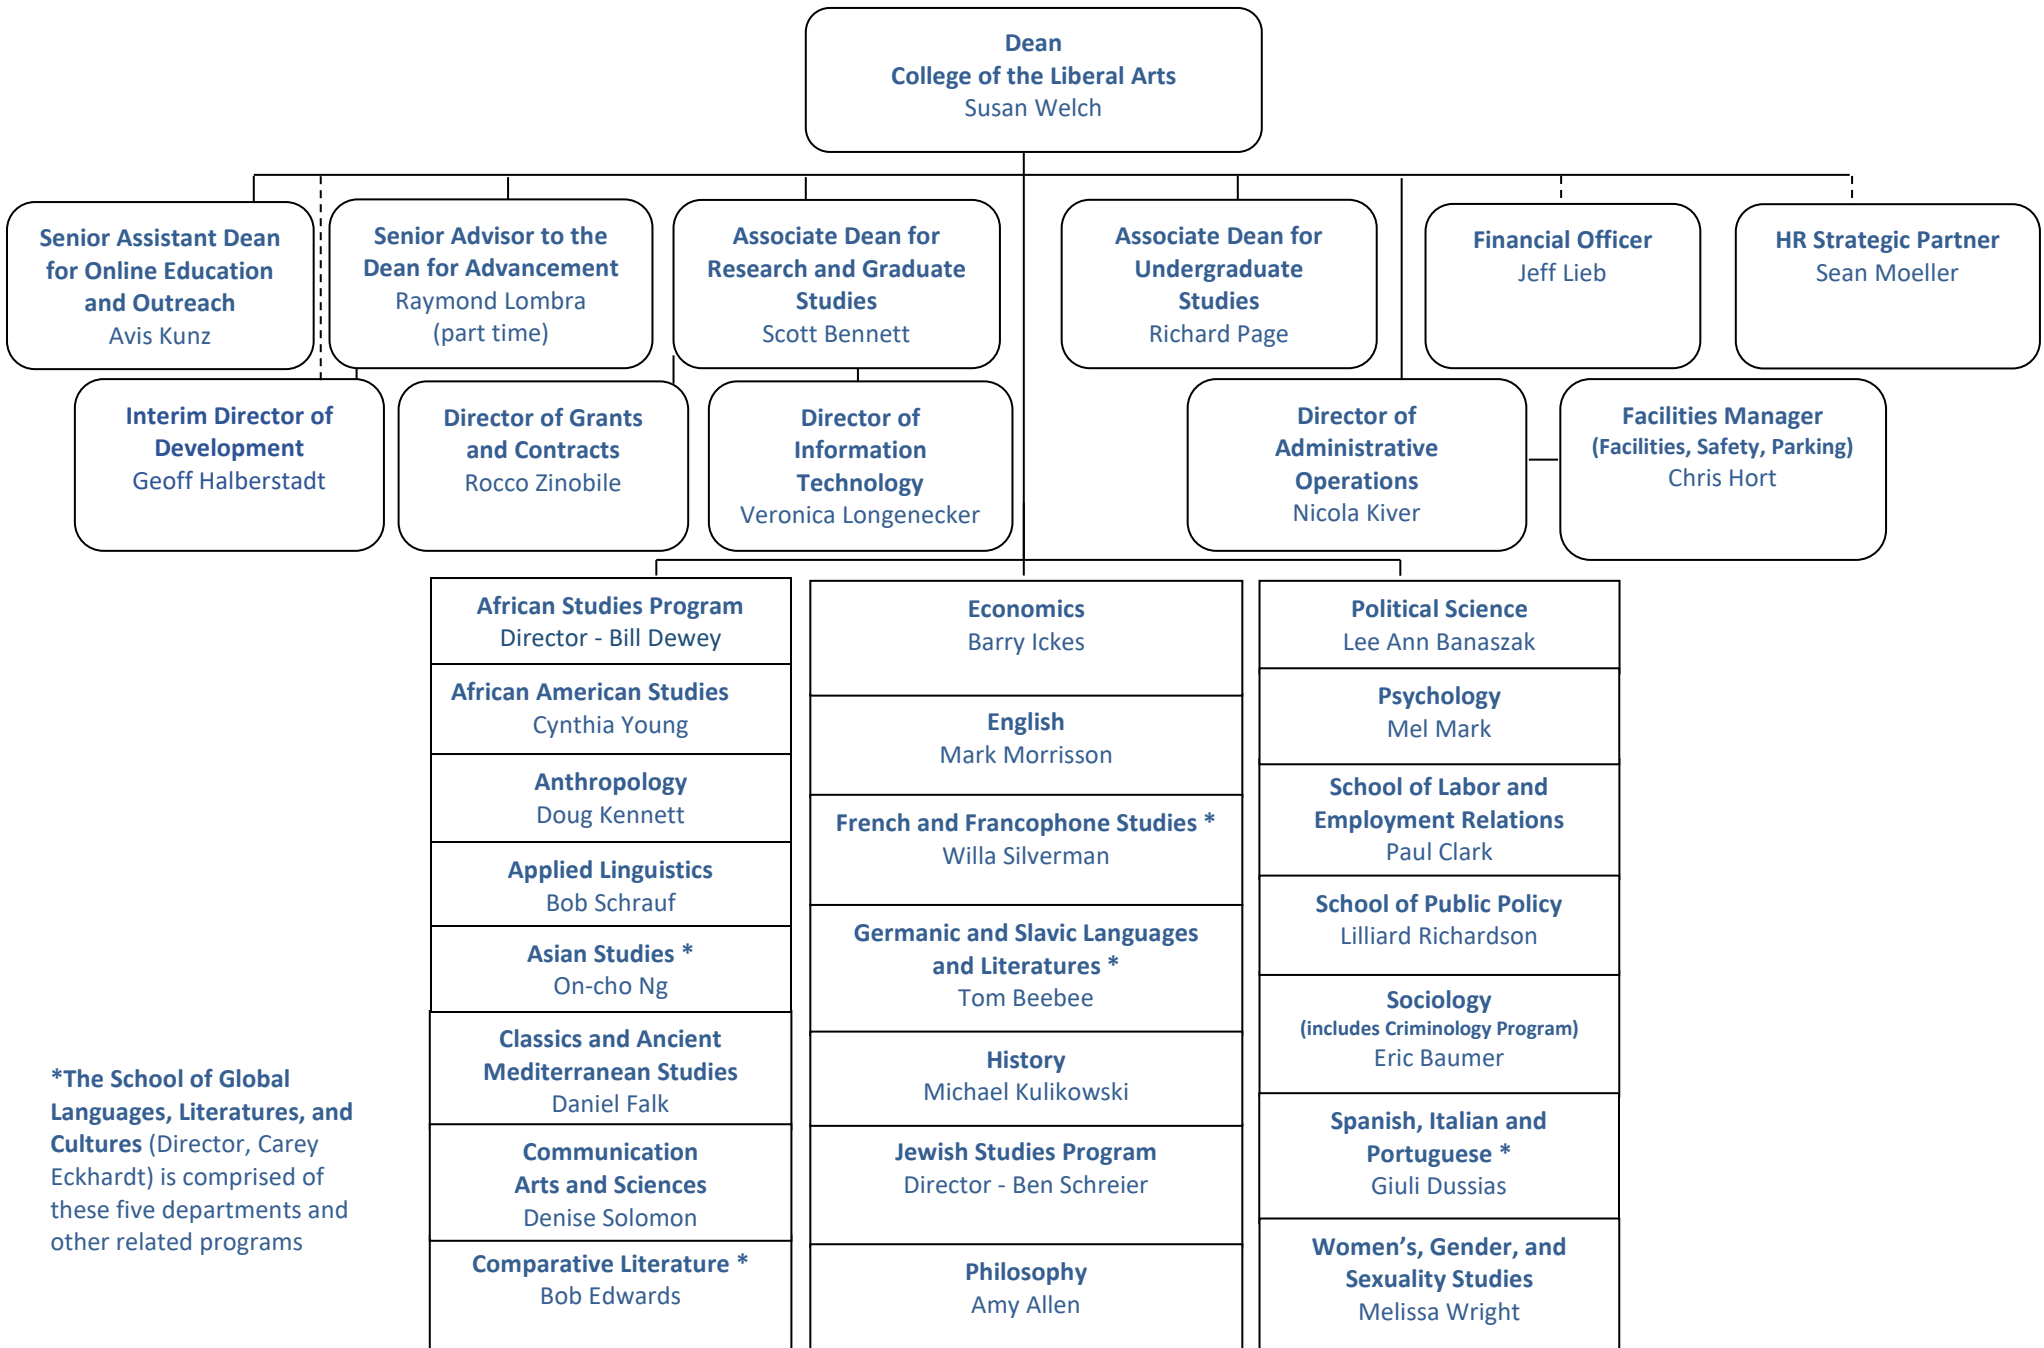 Dean
College of the Liberal Arts
Susan Welch
Senior Assistant Dean
for Online Education
and Outreach
Avis Kunz
Senior Advisor to the
Dean for Advancement
Raymond Lombra
(part time)
Associate Dean for
Research and Graduate
Studies
Scott Bennett
Associate Dean for
Undergraduate
Studies
Richard Page
Financial Officer
Jeff Lieb
HR Strategic Partner
Sean Moeller
Interim Director of
Development
Geoff Halberstadt
Director of Grants
and Contracts
Rocco Zinobile
Director of
Information
Technology
Veronica Longenecker
Director of
Administrative
Operations
Nicola Kiver
Facilities Manager
(Facilities, Safety, Parking)
Chris Hort
African Studies Program
Director - Bill Dewey
African American Studies
Cynthia Young
Anthropology
Doug Kennett
Applied Linguistics
Bob Schrauf
Asian Studies *
On-cho Ng
Classics and Ancient
Mediterranean Studies
Daniel Falk
Communication
Arts and Sciences
Denise Solomon
Comparative Literature *
Bob Edwards
Economics
Barry Ickes
English
Mark Morrisson
French and Francophone Studies *
Willa Silverman
Germanic and Slavic Languages
and Literatures *
Tom Beebee
History
Michael Kulikowski
Jewish Studies Program
Director - Ben Schreier
Philosophy
Amy Allen
Political Science
Lee Ann Banaszak
Psychology
Mel Mark
School of Labor and
Employment Relations
Paul Clark
School of Public Policy
Lilliard Richardson
Sociology
(includes Criminology Program)
Eric Baumer
Spanish, Italian and
Portuguese *
Giuli Dussias
Women’s, Gender, and
Sexuality Studies
Melissa Wright
*The School of Global
Languages, Literatures, and
Cultures (Director, Carey
Eckhardt) is comprised of
these five departments and
other related programs